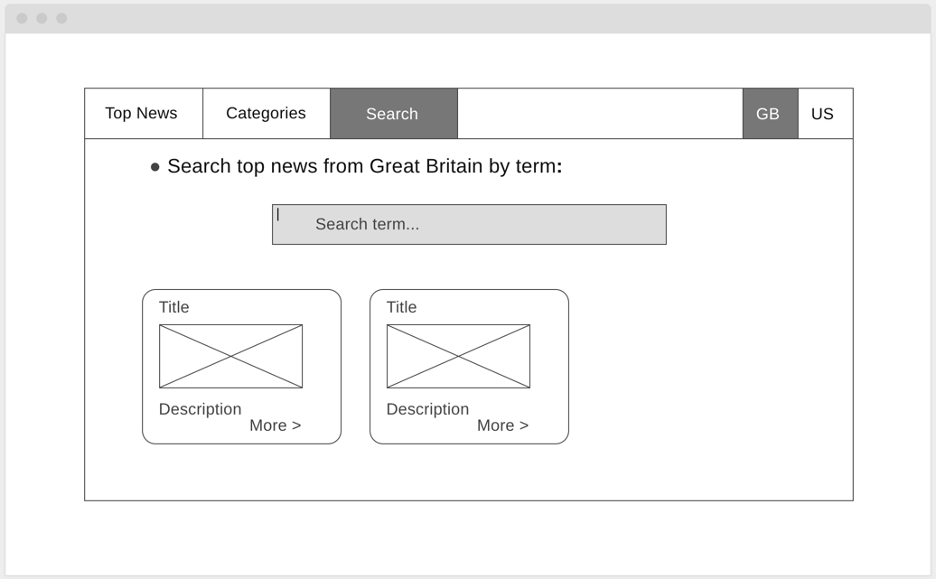 Top News Categories Search GB US
Search top news from Great Britain by term:
Search term...
Title Title
Description Description
More > More >